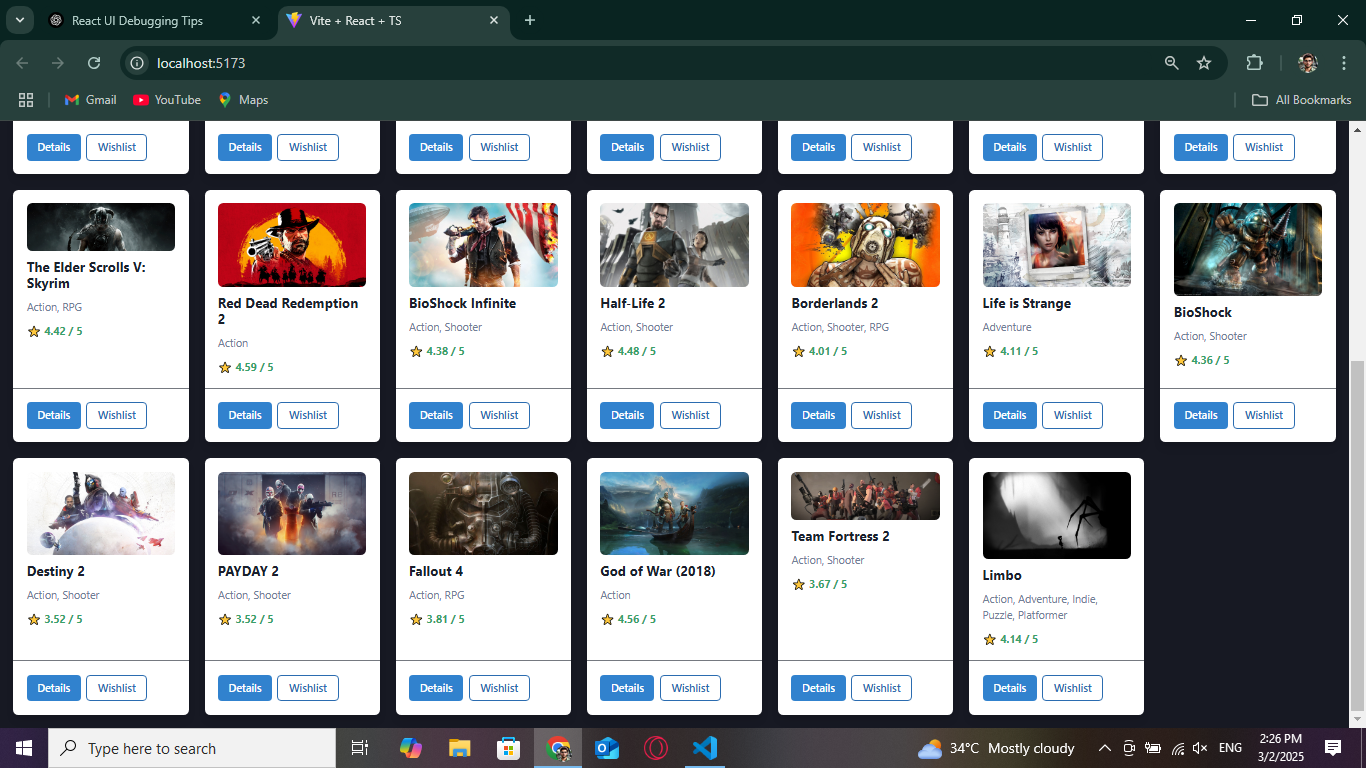 React UI Debugging Tips
Vite + React + TS
localhost:5173
Gmail
YouTube
Maps
All Bookmarks
Details Wishlist
Details Wishlist
Details Wishlist
Details Wishlist
Details Wishlist
Details Wishlist
Details Wishlist
The Elder Scrolls V:
Skyrim
Action, RPG
4.42 / 5
Details Wishlist
Red Dead Redemption
2
Action
4.59 / 5
Details Wishlist
BioShock Infinite
Action, Shooter
4.38 / 5
Details Wishlist
Half-Life 2
Action, Shooter
4.48 / 5
Details Wishlist
Borderlands 2
Action, Shooter, RPG
4.01 / 5
Details Wishlist
Life is Strange
Adventure
4.11 / 5
Details Wishlist
BioShock
Action, Shooter
4.36 / 5
Details Wishlist
Destiny 2
Action, Shooter
3.52 / 5
Details Wishlist
PAYDAY 2
Action, Shooter
3.52 / 5
Details Wishlist
Fallout 4
Action, RPG
3.81 / 5
Details Wishlist
God of War (2018)
Action
4.56 / 5
Details Wishlist
Team Fortress 2
Action, Shooter
3.67 / 5
Details Wishlist
Limbo
Action, Adventure, Indie,
Puzzle, Platformer
4.14 / 5
Details Wishlist
Type here to search
34°C Mostly cloudy
ENG
2:26 PM
3/2/2025